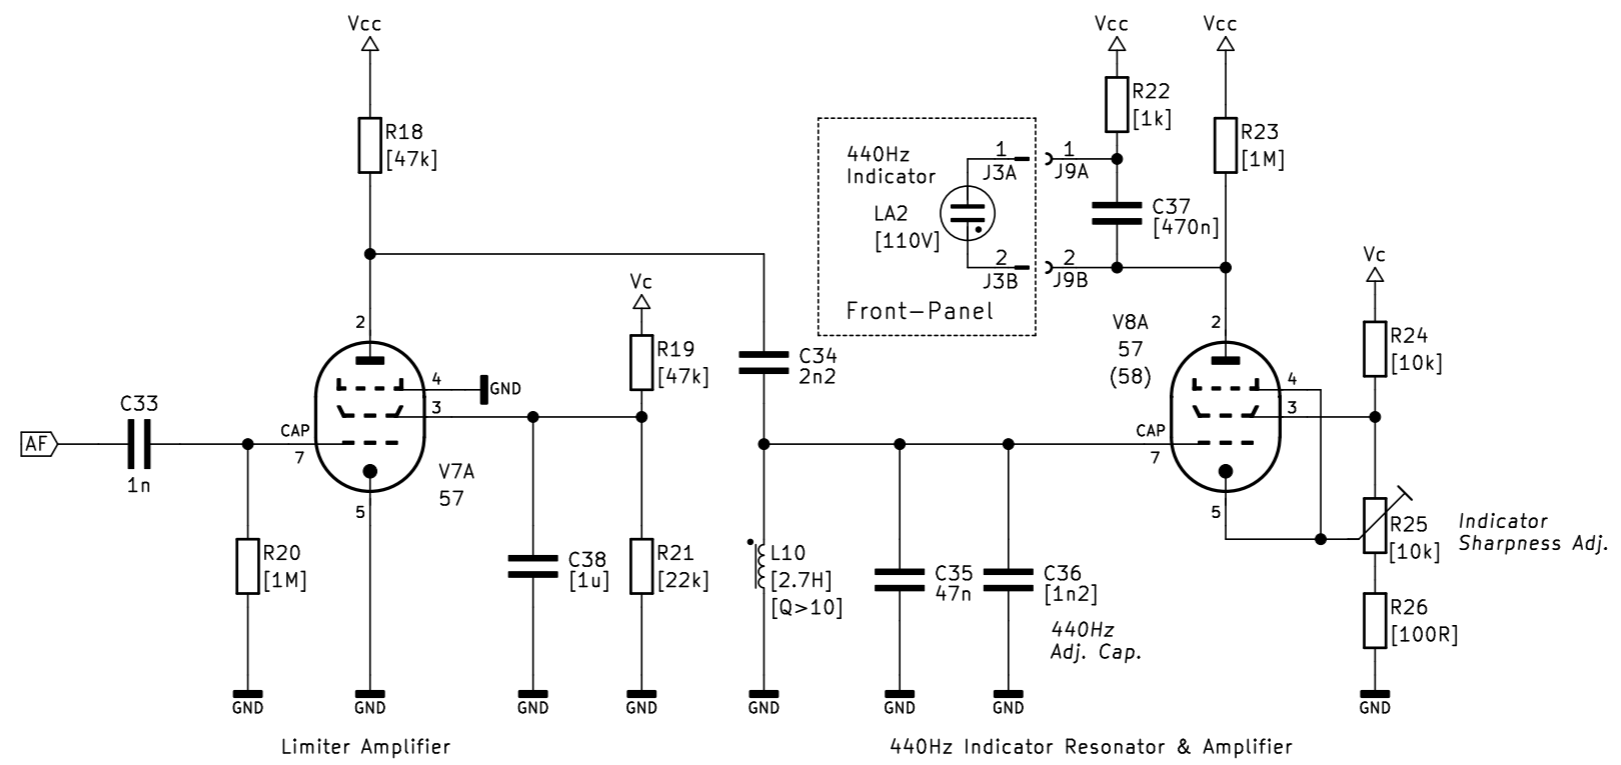 Vcc
Vcc
Vcc
R18
[47k]
R22
[1k]
R23
[1M]
440Hz
Indicator
LA2
[110V]
1
J3A
1
J9A
C37
[470n]
2
J3B
2
J9B
Front-Panel
Vc
Vc
2
R19
[47k]
C34
2n2
V8A
57
(58)
2
R24
[10k]
4
GND
3
4
3
C33
1n
AF
CAP
7
V7A
57
5
CAP
7
5
R25
[10k]
Indicator
Sharpness Adj.
R20
[1M]
C38
[1u]
R21
[22k]
L10
[2.7H]
[Q>10]
C35
47n
C36
[1n2]
440Hz
Adj. Cap.
R26
[100R]
GND
GND
GND
GND
GND
GND
GND
GND
Limiter Amplifier
440Hz Indicator Resonator & Amplifier